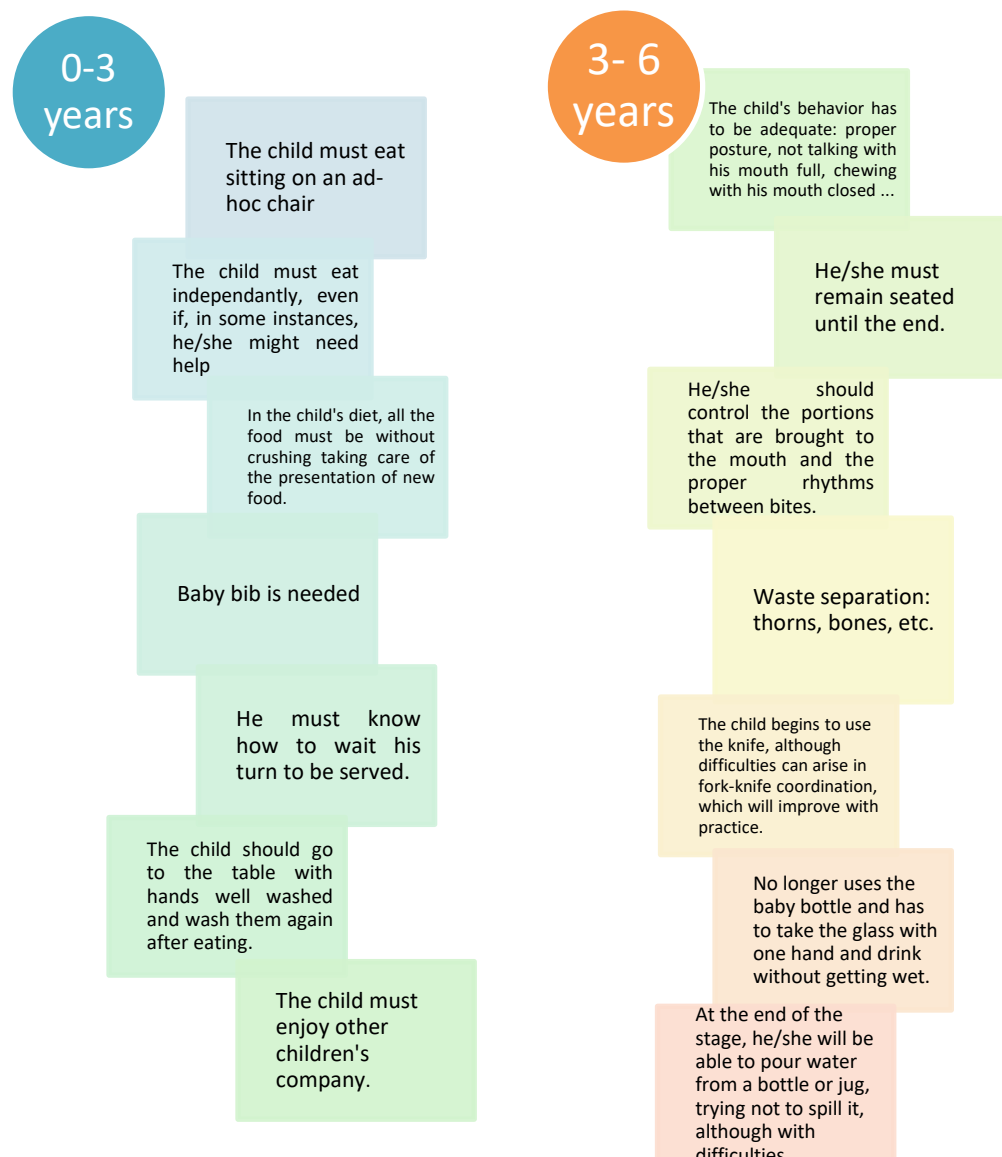 0-3
years
The child must eat
sitting on an ad-
hoc chair
The child must eat
independantly, even
if, in some instances,
he/she might need
help
In the child's diet, all the
food must be without
crushing taking care of
the presentation of new
food.
Baby bib is needed
He must know
how to wait his
turn to be served.
The child should go
to the table with
hands well washed
and wash them again
after eating.
The child must
enjoy other
children's
company.
3- 6
years
The child's behavior has
to be adequate: proper
posture, not talking with
his mouth full, chewing
with his mouth closed ...
He/she must
remain seated
until the end.
He/she should
control the portions
that are brought to
the mouth and the
proper rhythms
between bites.
Waste separation:
thorns, bones, etc.
The child begins to use
the knife, although
difficulties can arise in
fork-knife coordination,
which will improve with
practice.
No longer uses the
baby bottle and has
to take the glass with
one hand and drink
without getting wet.
At the end of the
stage, he/she will be
able to pour water
from a bottle or jug,
trying not to spill it,
although with
difficulties